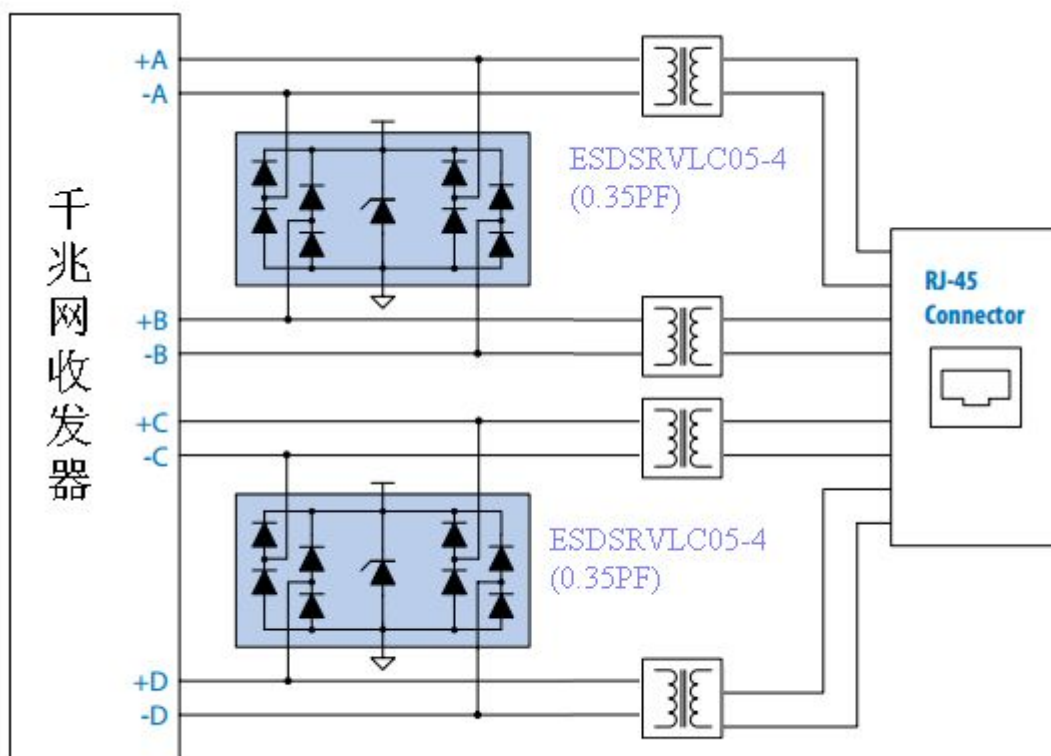 千兆网收发器
+A
-A
ESDSRVLC05-4
(0.35PF)
+B
-B
RJ-45
Connector
+C
-C
ESDSRVLC05-4
(0.35PF)
+D
-D